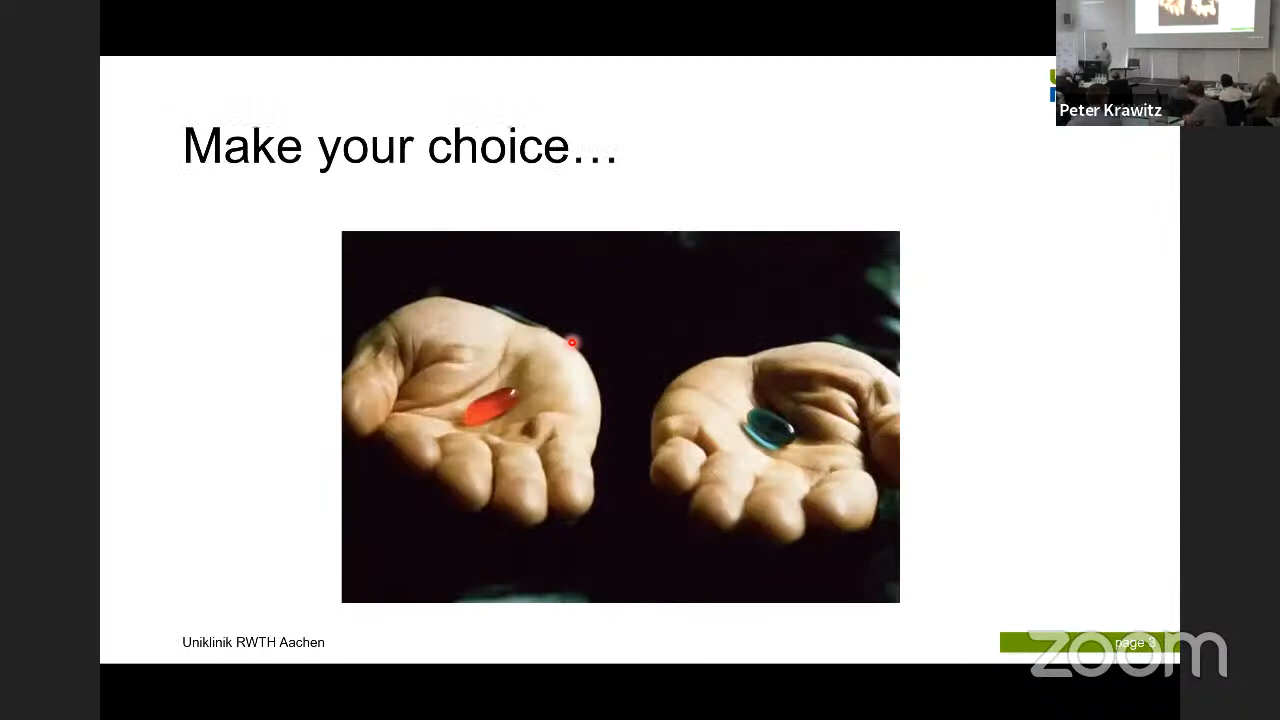 Peter Krawitz
Make your choice…
Uniklinik RWTH Aachen
page 3
zoom